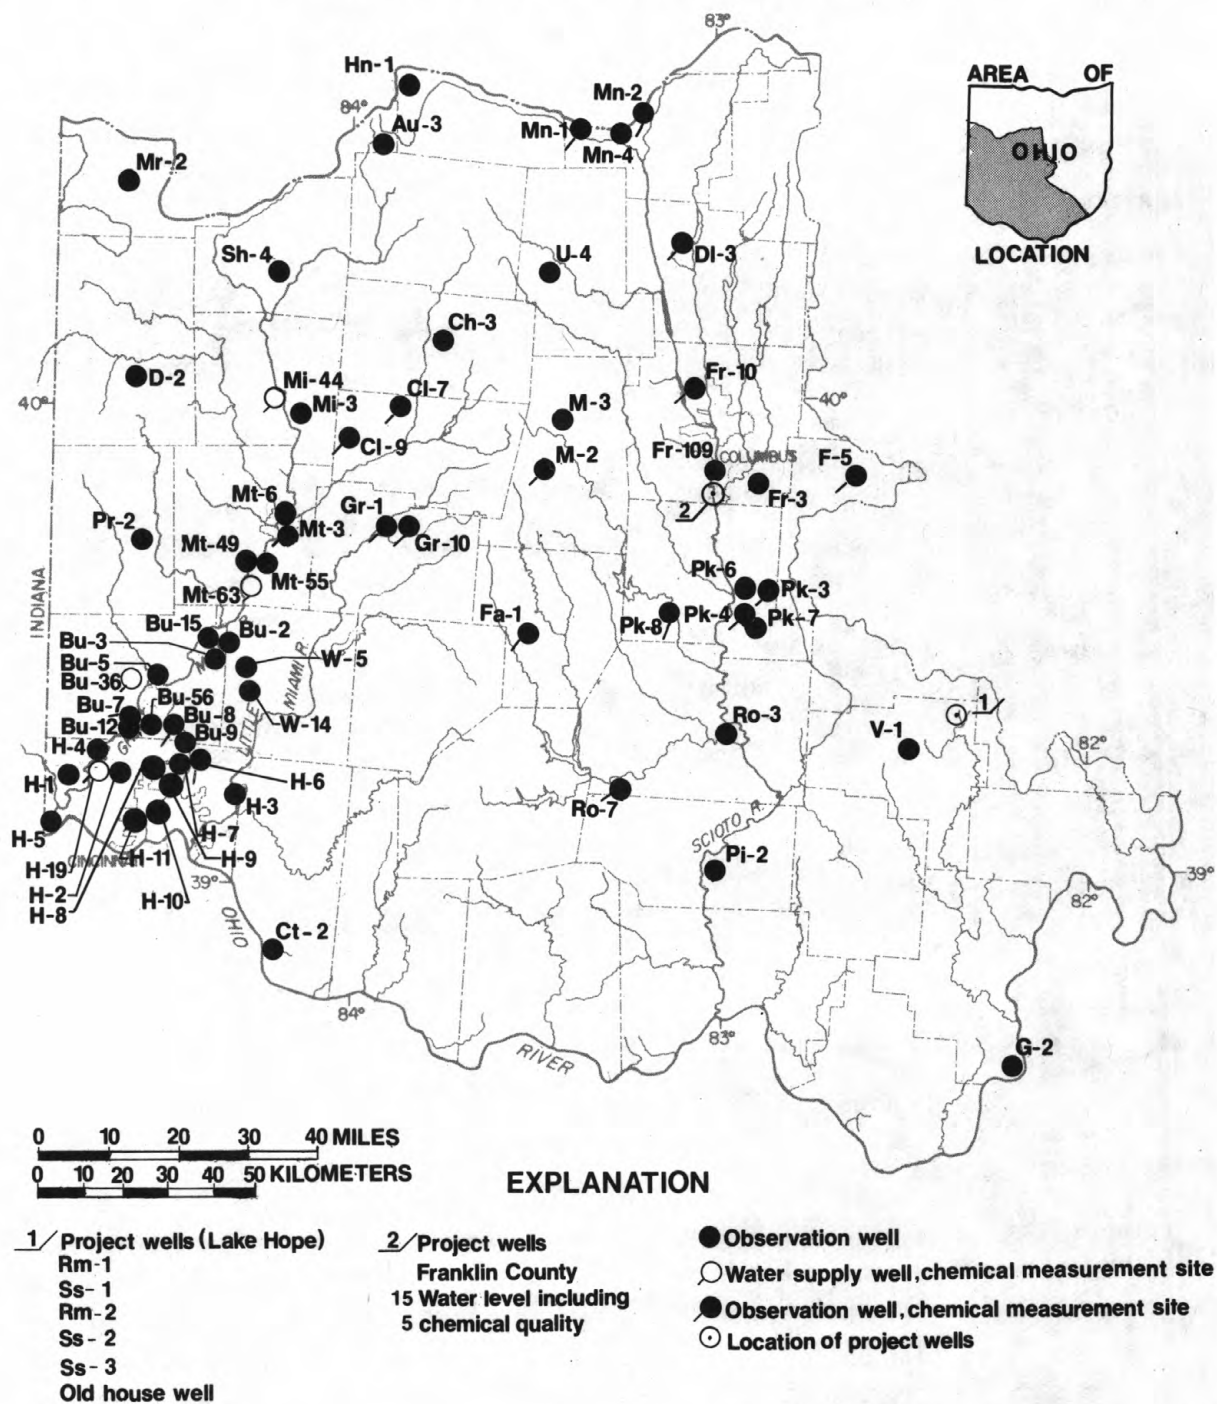 83°
AREA OF
OHIO
LOCATION
Hn-1
84°
Au-3
Mn-2
Mn-1
Mn-4
Mr-2
Sh-4
U-4
Dl-3
Ch-3
D-2
40°
Mi-44
Mi-3
Cl-7
Cl-9
M-3
M-2
Fr-10
40°
Fr-109
COLUMBUS
F-5
Fr-3
2
Mt-6
Gr-1
Mt-3
Gr-10
Pr-2
Mt-49
Mt-55
Mt-63
INDIANA
Pk-6
Pk-3
Pk-4
Pk-7
Pk-8
Fa-1
Bu-15
Bu-2
Bu-3
Bu-5
W-5
Bu-36
Bu-56
LITTLE MIAMI R.
Bu-7
Bu-8
W-14
Bu-12
Bu-9
H-4
H-6
H-1
H-3
Ro-3
V-1
1
82°
Ro-7
H-5
H-7
SCIOTO R.
CINCINNATI
H-11
H-9
H-19
H-2
H-8
H-10
39°
Pi-2
39°
82°
OHIO
Ct-2
84°
RIVER
83°
G-2
0 10 20 30 40 MILES
0 10 20 30 40 50 KILOMETERS
EXPLANATION
1 Project wells (Lake Hope)
Rm-1
Ss-1
Rm-2
Ss-2
Ss-3
Old house well
2 Project wells
Franklin County
15 Water level including
5 chemical quality
Observation well
Water supply well, chemical measurement site
Observation well, chemical measurement site
Location of project wells